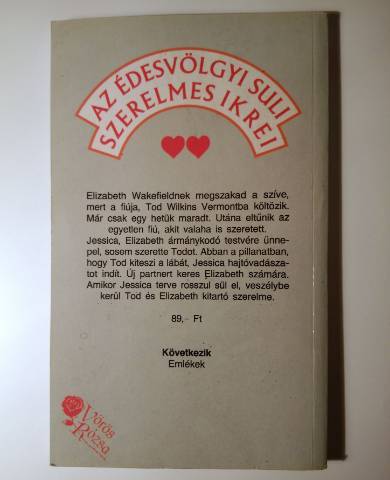 AZ ÉDESVÖLGYI SULI
SZERELMES IKREI
Elizabeth Wakefieldnek megszakad a szíve,
mert a fiúja, Tod Wilkins Vermontba költözik.
Már csak egy hetük maradt. Utána eltűnik az
egyetlen fiú, akit valaha is szeretett.
Jessica, Elizabeth ármánykodó testvére ünne-
pel, sosem szerette Todot. Abban a pillanatban,
hogy Tod kiteszi a lábát, Jessica hajtóvadásza-
tot indít. Új partnert keres Elizabeth számára.
Amikor Jessica terve rosszul sül el, veszélybe
kerül Tod és Elizabeth kitartó szerelme.
89,– Ft
Következik
Emlékek
Vörös
Rózsa